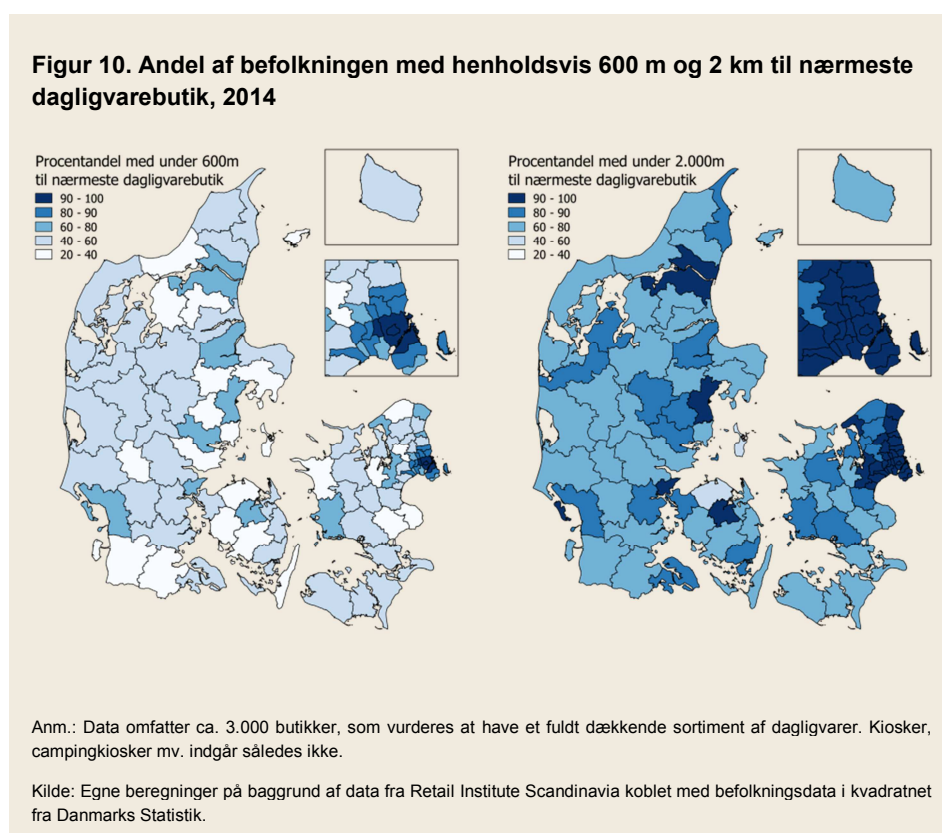 Figur 10. Andel af befolkningen med henholdsvis 600 m og 2 km til nærmeste
dagligvarebutik, 2014
Procentandel med under 600m
til nærmeste dagligvarebutik
90 - 100
80 - 90
60 - 80
40 - 60
20 - 40
Procentandel med under 2.000m
til nærmeste dagligvarebutik
90 - 100
80 - 90
60 - 80
40 - 60
20 - 40
Anm.: Data omfatter ca. 3.000 butikker, som vurderes at have et fuldt dækkende sortiment af dagligvarer. Kiosker,
campingkiosker mv. indgår således ikke.
Kilde: Egne beregninger på baggrund af data fra Retail Institute Scandinavia koblet med befolkningsdata i kvadratnet
fra Danmarks Statistik.